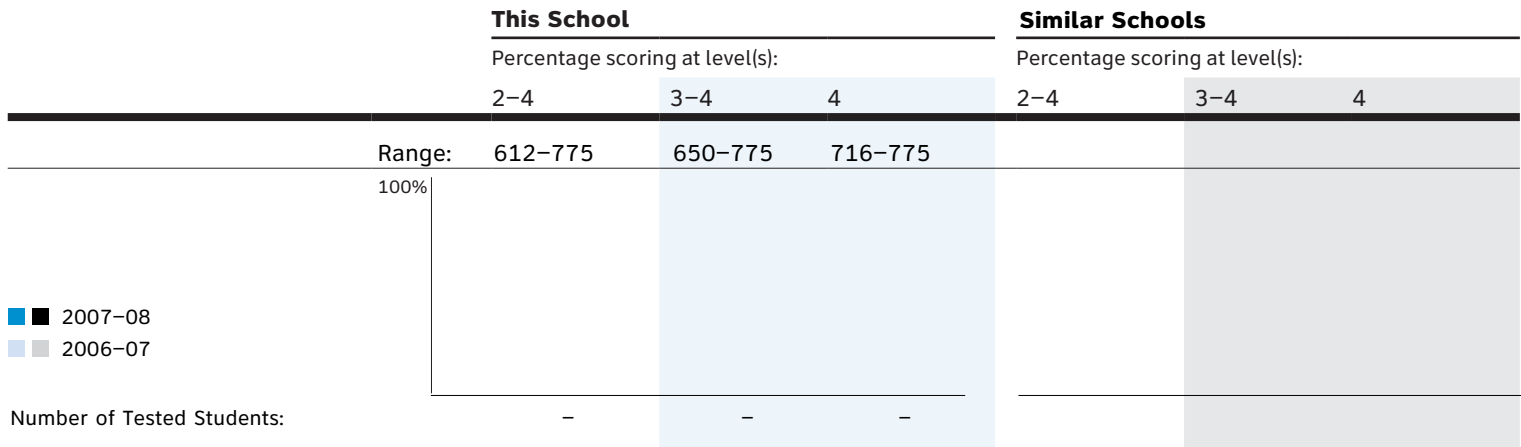 This School Similar Schools
Percentage scoring at level(s): Percentage scoring at level(s):
2–4 3–4 4 2–4 3–4 4
Range: 612–775 650–775 716–775
100%
2007–08
2006–07
Number of Tested Students: – – –